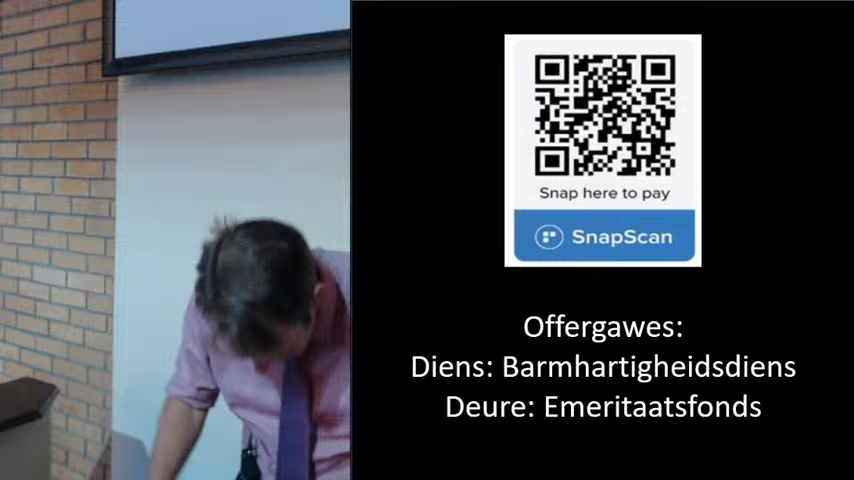 Snap here to pay
SnapScan
Offergawes:
Diens: Barmhartigheidsdiens
Deure: Emeritaatsfonds